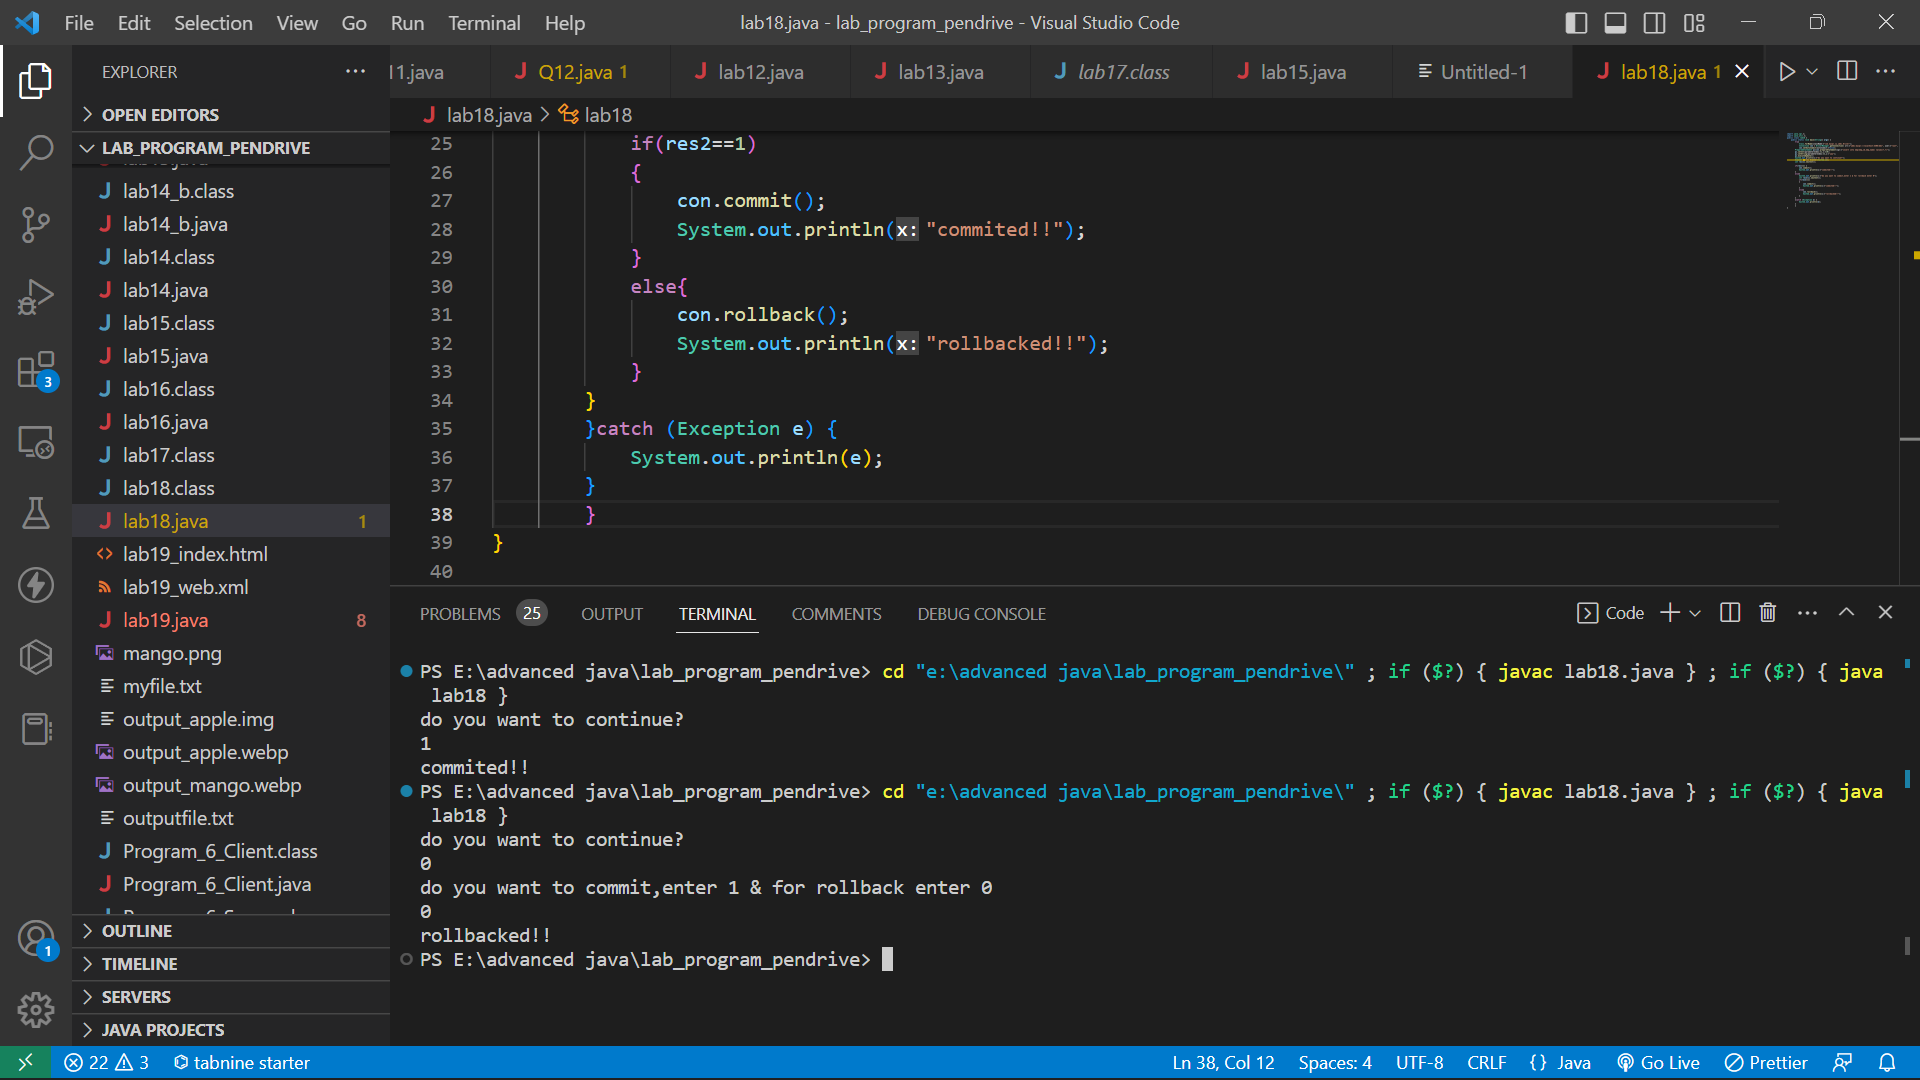 File Edit Selection View Go Run Terminal Help
lab18.java - lab_program_pendrive - Visual Studio Code
EXPLORER
11.java
Q12.java 1
lab12.java
lab13.java
lab17.class
lab15.java
Untitled-1
lab18.java 1
OPEN EDITORS
LAB_PROGRAM_PENDRIVE
lab14_b.class
lab14_b.java
lab14.class
lab14.java
lab15.class
lab15.java
lab16.class
lab16.java
lab17.class
lab18.class
lab18.java 1
lab19_index.html
lab19_web.xml
lab19.java 8
mango.png
myfile.txt
output_apple.img
output_apple.webp
output_mango.webp
outputfile.txt
Program_6_Client.class
Program_6_Client.java
OUTLINE
TIMELINE
SERVERS
JAVA PROJECTS
3
1
lab18.java > lab18
25 if(res2==1)
26 {
27 con.commit();
28 System.out.println(x: "commited!!");
29 }
30 else{
31 con.rollback();
32 System.out.println(x: "rollbacked!!");
33 }
34 }
35 }catch (Exception e) {
36 System.out.println(e);
37 }
38 }
39 }
40
PROBLEMS 25 OUTPUT TERMINAL COMMENTS DEBUG CONSOLE
Code
PS E:\advanced java\lab_program_pendrive> cd "e:\advanced java\lab_program_pendrive\" ; if ($?) { javac lab18.java } ; if ($?) { java
lab18 }
do you want to continue?
1
commited!!
PS E:\advanced java\lab_program_pendrive> cd "e:\advanced java\lab_program_pendrive\" ; if ($?) { javac lab18.java } ; if ($?) { java
lab18 }
do you want to continue?
0
do you want to commit,enter 1 & for rollback enter 0
0
rollbacked!!
PS E:\advanced java\lab_program_pendrive>
22 3 tabnine starter
Ln 38, Col 12 Spaces: 4 UTF-8 CRLF {} Java Go Live Prettier